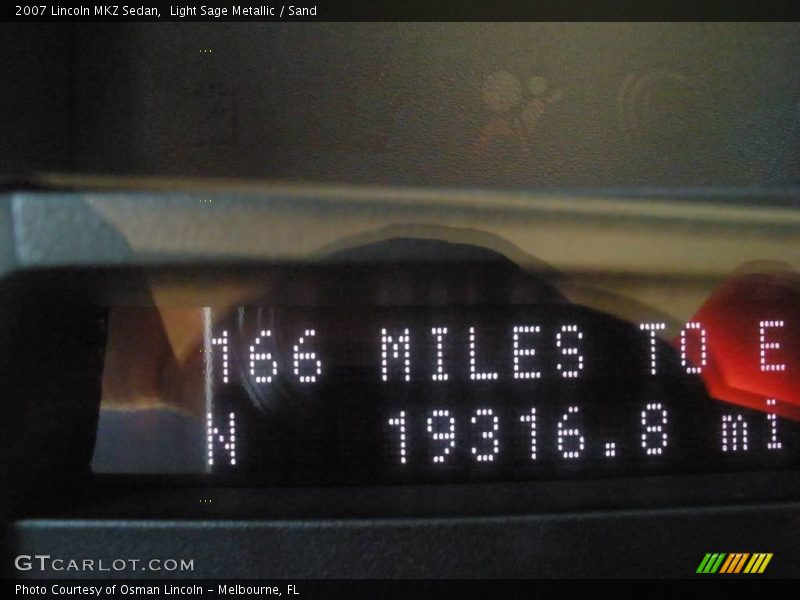 2007 Lincoln MKZ Sedan,  Light Sage Metallic / Sand
166 MILES TO E
N 19316.8 mi
GTCARLOT.COM
Photo Courtesy of Osman Lincoln - Melbourne, FL